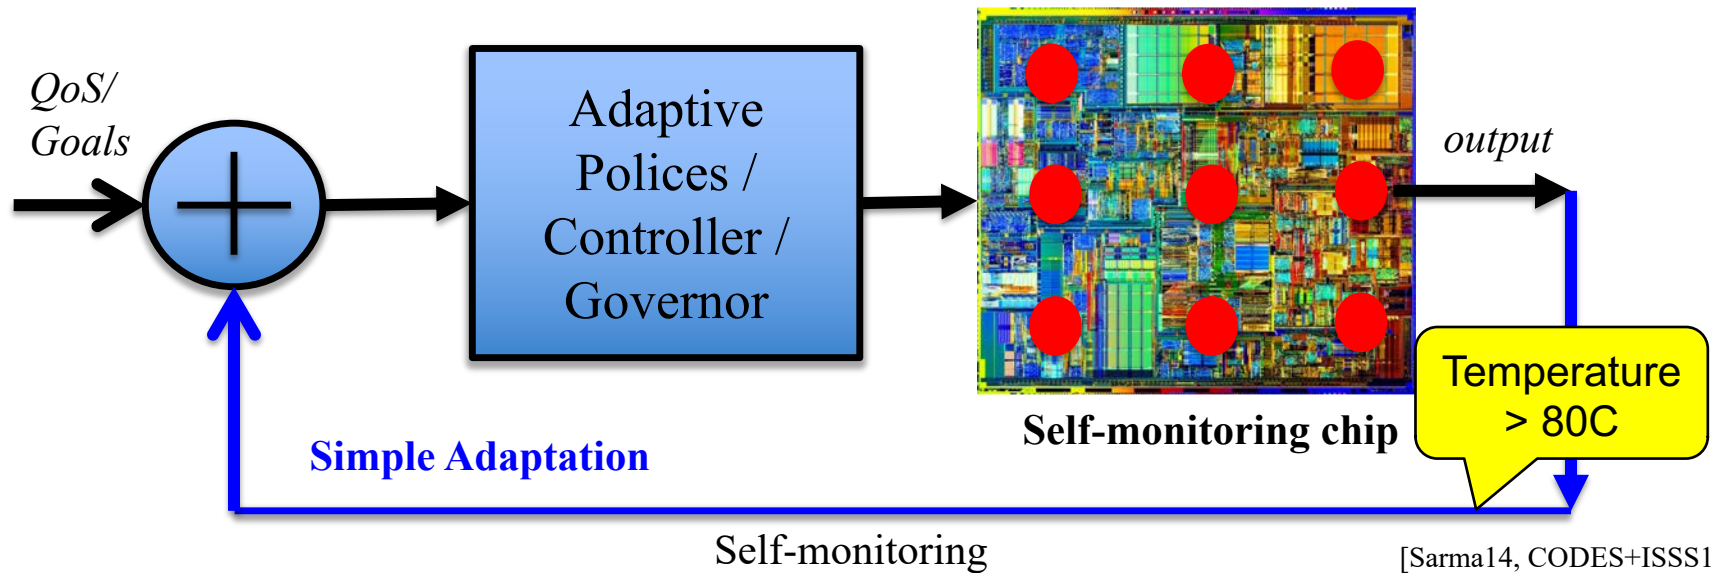 QoS/
Goals
Adaptive
Polices /
Controller /
Governor
output
Temperature
> 80C
Self-monitoring chip
Simple Adaptation
Self-monitoring
[Sarma14, CODES+ISSS1